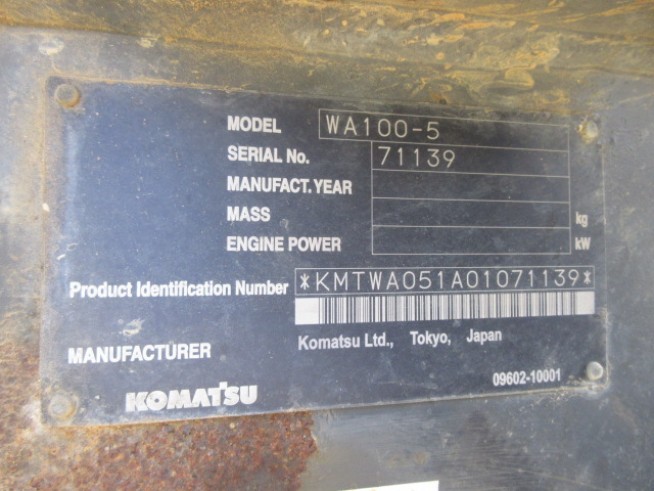 MODEL WA100-5
SERIAL No. 71139
MANUFACT. YEAR
MASS kg
ENGINE POWER kW
Product Identification Number *KMTWA051A01071139*
MANUFACTURER Komatsu Ltd., Tokyo, Japan
KOMATSU 09602-10001